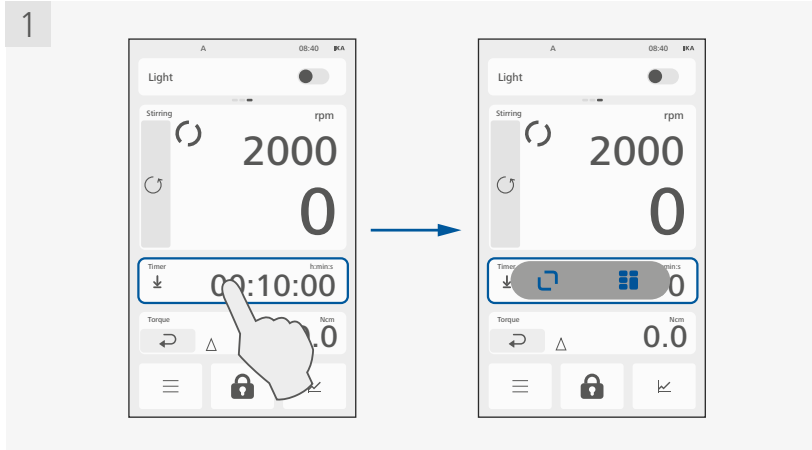 1
A 08:40 IKA
Light
Stirring rpm
2000
0
Timer h:min:s
00:10:00
Torque Ncm
.0
A 08:40 IKA
Light
Stirring rpm
2000
0
Timer min:s
0
Torque Ncm
0.0